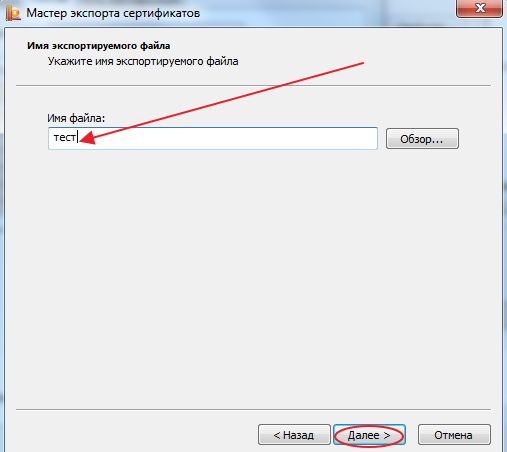 Мастер экспорта сертификатов
Имя экспортируемого файла
Укажите имя экспортируемого файла
Имя файла:
тест
Обзор...
< Назад
Далее >
Отмена